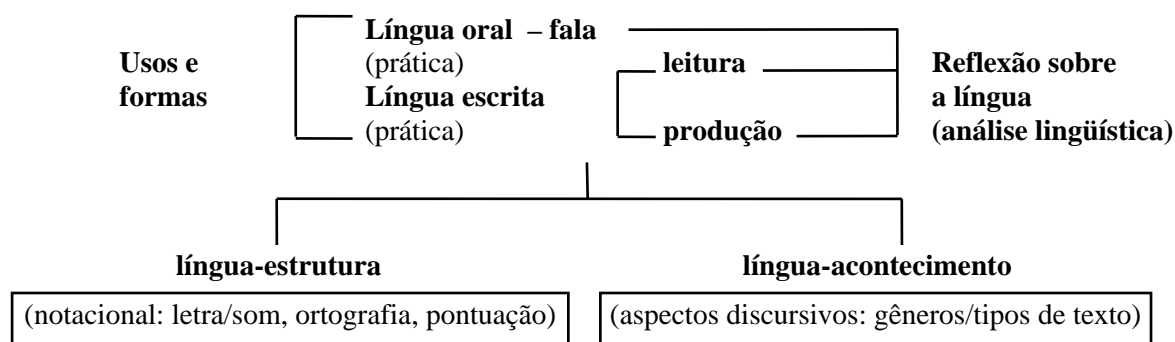 Língua oral – fala
Usos e
(prática)
leitura
Reflexão sobre
formas
Língua escrita
a língua
(prática)
produção
(análise lingüística)
língua-estrutura
língua-acontecimento
(notacional: letra/som, ortografia, pontuação)
(aspectos discursivos: gêneros/tipos de texto)